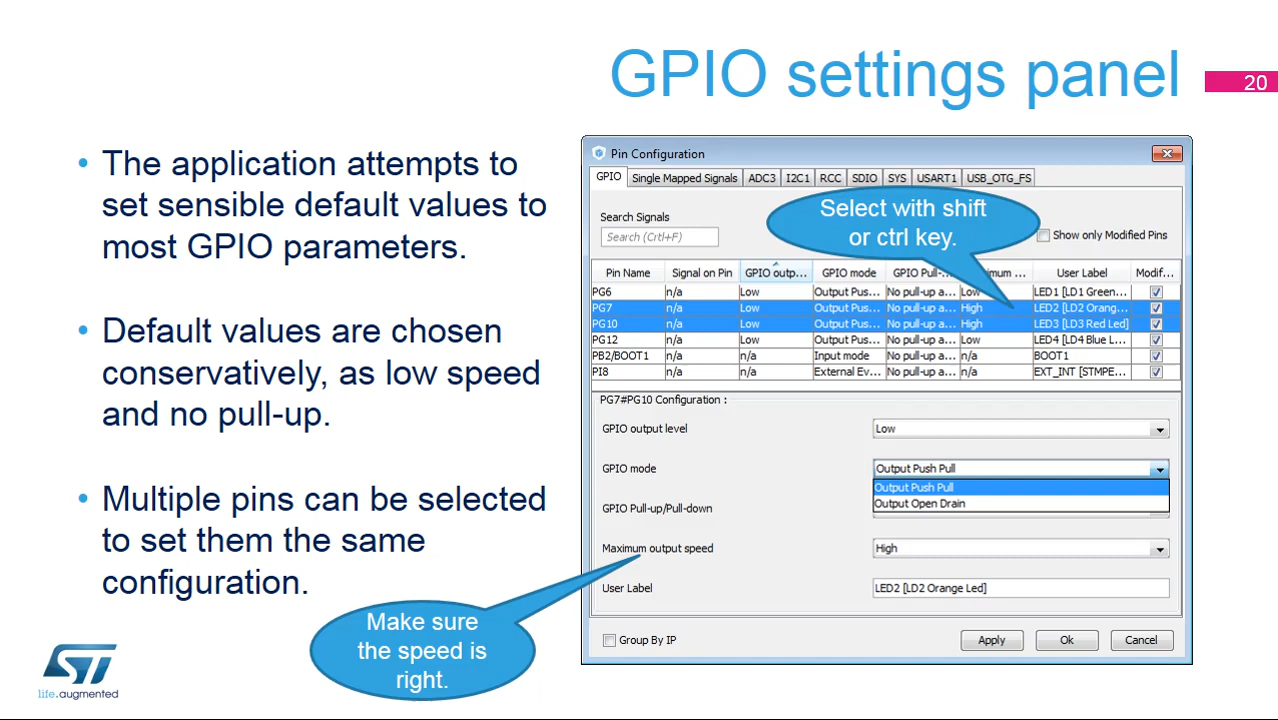 GPIO settings panel
20
• The application attempts to
set sensible default values to
most GPIO parameters.
• Default values are chosen
conservatively, as low speed
and no pull-up.
• Multiple pins can be selected
to set them the same
configuration.
Pin Configuration
GPIO Single Mapped Signals ADC3 I2C1 RCC SDIO SYS USART1 USB_OTG_FS
Search Signals
Search (Crtl+F)
Select with shift
or ctrl key.
Show only Modified Pins
Pin Name Signal on Pin GPIO outp... GPIO mode GPIO Pull-... ...imum ... User Label Modif...
PG6 n/a Low Output Pus... No pull-up a... Low LED1 [LD1 Green...
PG7 n/a Low Output Pus... No pull-up a... High LED2 [LD2 Orang...
PG10 n/a Low Output Pus... No pull-up a... High LED3 [LD3 Red Led]
PG12 n/a Low Output Pus... No pull-up a... Low LED4 [LD4 Blue L...
PB2/BOOT1 n/a n/a Input mode No pull-up a... n/a BOOT1
PI8 n/a n/a External Ev... No pull-up a... n/a EXT_INT [STMPE...
PG7#PG10 Configuration :
GPIO output level Low
GPIO mode Output Push Pull
Output Push Pull
Output Open Drain
GPIO Pull-up/Pull-down
Maximum output speed High
User Label LED2 [LD2 Orange Led]
Make sure
the speed is
right.
Group By IP Apply Ok Cancel
ST
life.augmented